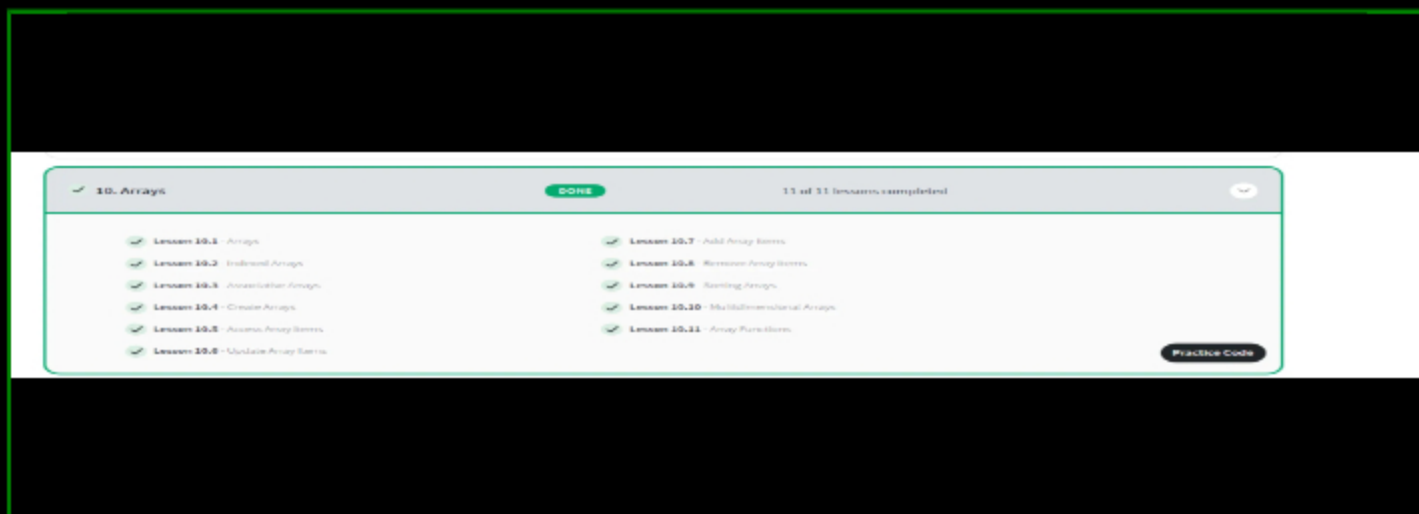 10. Arrays
DONE
11 of 11 lessons completed
Lesson 10.1 - Arrays
Lesson 10.2 - Indexed Arrays
Lesson 10.3 - Associative Arrays
Lesson 10.4 - Create Arrays
Lesson 10.5 - Access Array Items
Lesson 10.6 - Update Array Items
Lesson 10.7 - Add Array Items
Lesson 10.8 - Remove Array Items
Lesson 10.9 - Sorting Arrays
Lesson 10.10 - Multidimensional Arrays
Lesson 10.11 - Array Functions
Practice Code